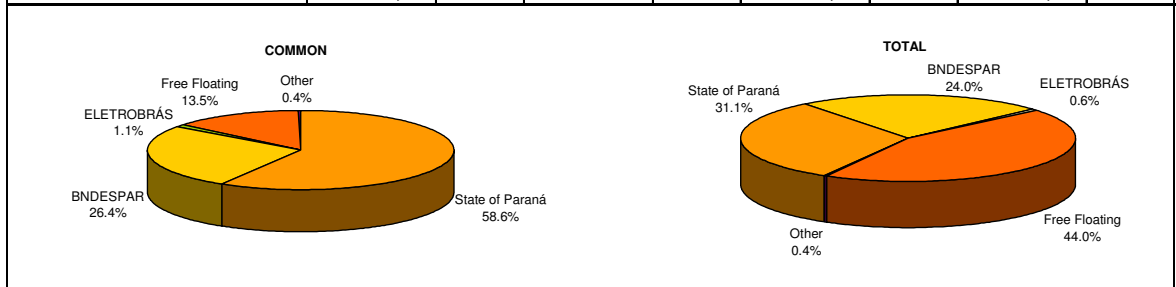 COMMON
Other
0.4%
Free Floating
13.5%
ELETROBRÁS
1.1%
BNDESPAR
26.4%
State of Paraná
58.6%
TOTAL
BNDESPAR
24.0%
ELETROBRÁS
0.6%
State of Paraná
31.1%
Free Floating
44.0%
Other
0.4%